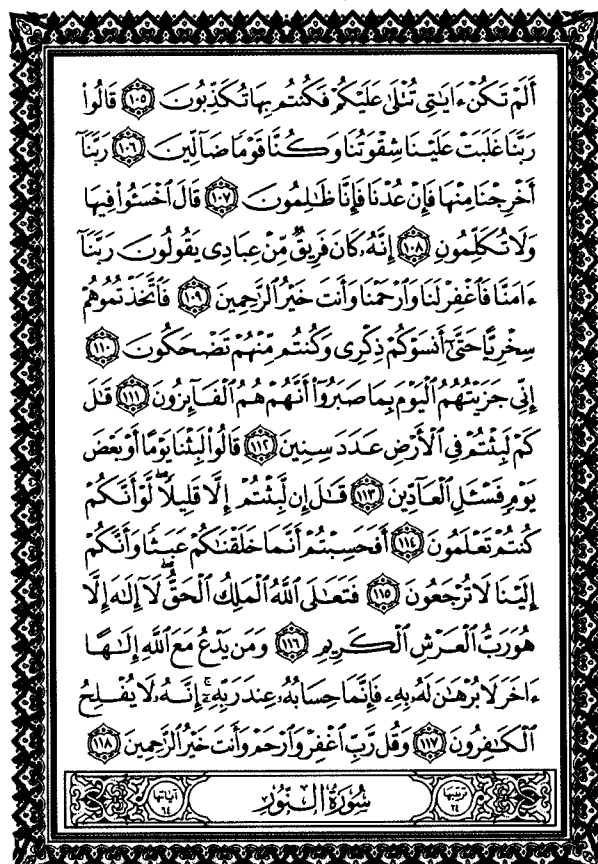 أَلَمْ تَكُنْ ءَايَٰتِى تُتْلَىٰ عَلَيْكُمْ فَكُنتُم بِهَا تُكَذِّبُونَ ١٠٥ قَالُوا۟
رَبَّنَا غَلَبَتْ عَلَيْنَا شِقْوَتُنَا وَكُنَّا قَوْمًا ضَآلِّينَ ١٠٦ رَبَّنَآ
أَخْرِجْنَا مِنْهَا فَإِنْ عُدْنَا فَإِنَّا ظَٰلِمُونَ ١٠٧ قَالَ ٱخْسَـُٔوا۟ فِيهَا
وَلَا تُكَلِّمُونِ ١٠٨ إِنَّهُۥ كَانَ فَرِيقٌ مِّنْ عِبَادِى يَقُولُونَ رَبَّنَآ
ءَامَنَّا فَٱغْفِرْ لَنَا وَٱرْحَمْنَا وَأَنتَ خَيْرُ ٱلرَّٰحِمِينَ ١٠٩ فَٱتَّخَذْتُمُوهُمْ
سِخْرِيًّا حَتَّىٰٓ أَنسَوْكُمْ ذِكْرِى وَكُنتُم مِّنْهُمْ تَضْحَكُونَ ١١٠
إِنِّى جَزَيْتُهُمُ ٱلْيَوْمَ بِمَا صَبَرُوٓا۟ أَنَّهُمْ هُمُ ٱلْفَآئِزُونَ ١١١ قَٰلَ
كَمْ لَبِثْتُمْ فِى ٱلْأَرْضِ عَدَدَ سِنِينَ ١١٢ قَالُوا۟ لَبِثْنَا يَوْمًا أَوْ بَعْضَ
يَوْمٍ فَسْـَٔلِ ٱلْعَآدِّينَ ١١٣ قَٰلَ إِن لَّبِثْتُمْ إِلَّا قَلِيلًا ۖ لَّوْ أَنَّكُمْ
كُنتُمْ تَعْلَمُونَ ١١٤ أَفَحَسِبْتُمْ أَنَّمَا خَلَقْنَٰكُمْ عَبَثًا وَأَنَّكُمْ
إِلَيْنَا لَا تُرْجَعُونَ ١١٥ فَتَعَٰلَى ٱللَّهُ ٱلْمَلِكُ ٱلْحَقُّ ۖ لَآ إِلَٰهَ إِلَّا
هُوَ رَبُّ ٱلْعَرْشِ ٱلْكَرِيمِ ١١٦ وَمَن يَدْعُ مَعَ ٱللَّهِ إِلَٰهًا
ءَاخَرَ لَا بُرْهَٰنَ لَهُۥ بِهِۦ فَإِنَّمَا حِسَابُهُۥ عِندَ رَبِّهِۦٓ ۚ إِنَّهُۥ لَا يُفْلِحُ
ٱلْكَٰفِرُونَ ١١٧ وَقُل رَّبِّ ٱغْفِرْ وَٱرْحَمْ وَأَنتَ خَيْرُ ٱلرَّٰحِمِينَ ١١٨
ترتيبها ٢٤ سُورَةُ النُّورِ آياتها ٦٤